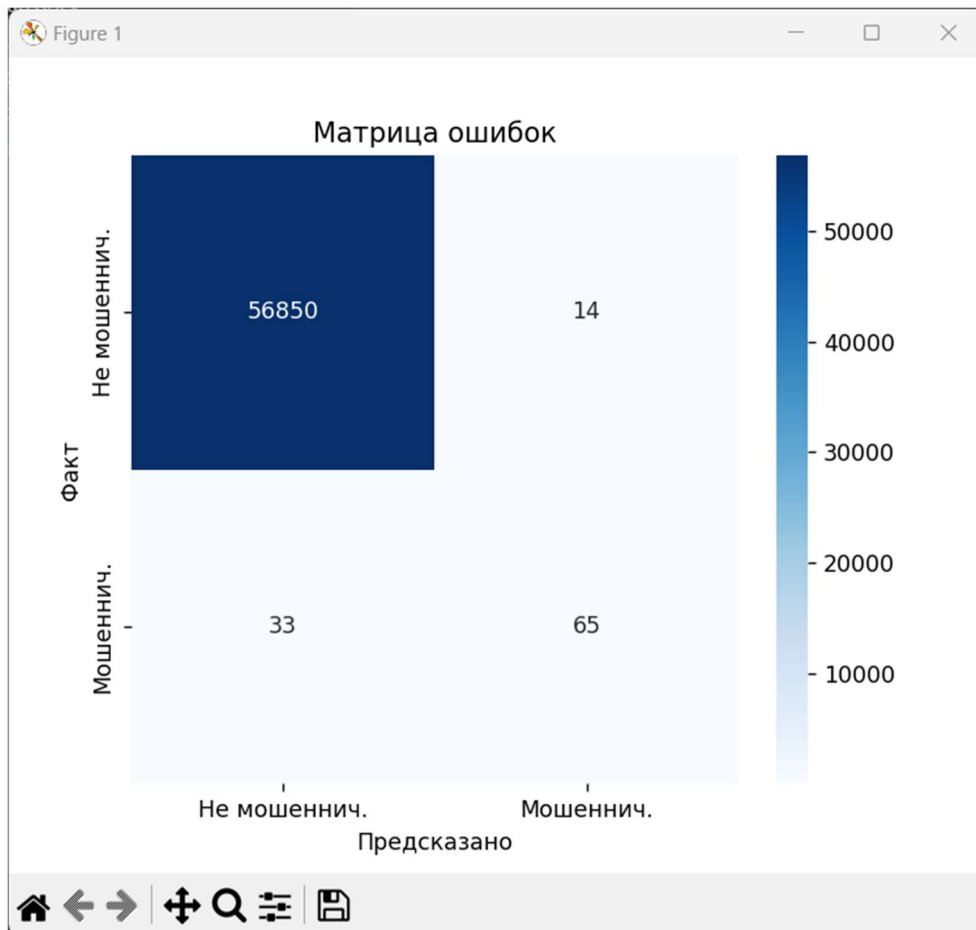 Figure 1
Матрица ошибок
Не мошеннич.
56850
14
Факт
Мошеннич.
33
65
Не мошеннич.
Мошеннич.
Предсказано
50000
40000
30000
20000
10000